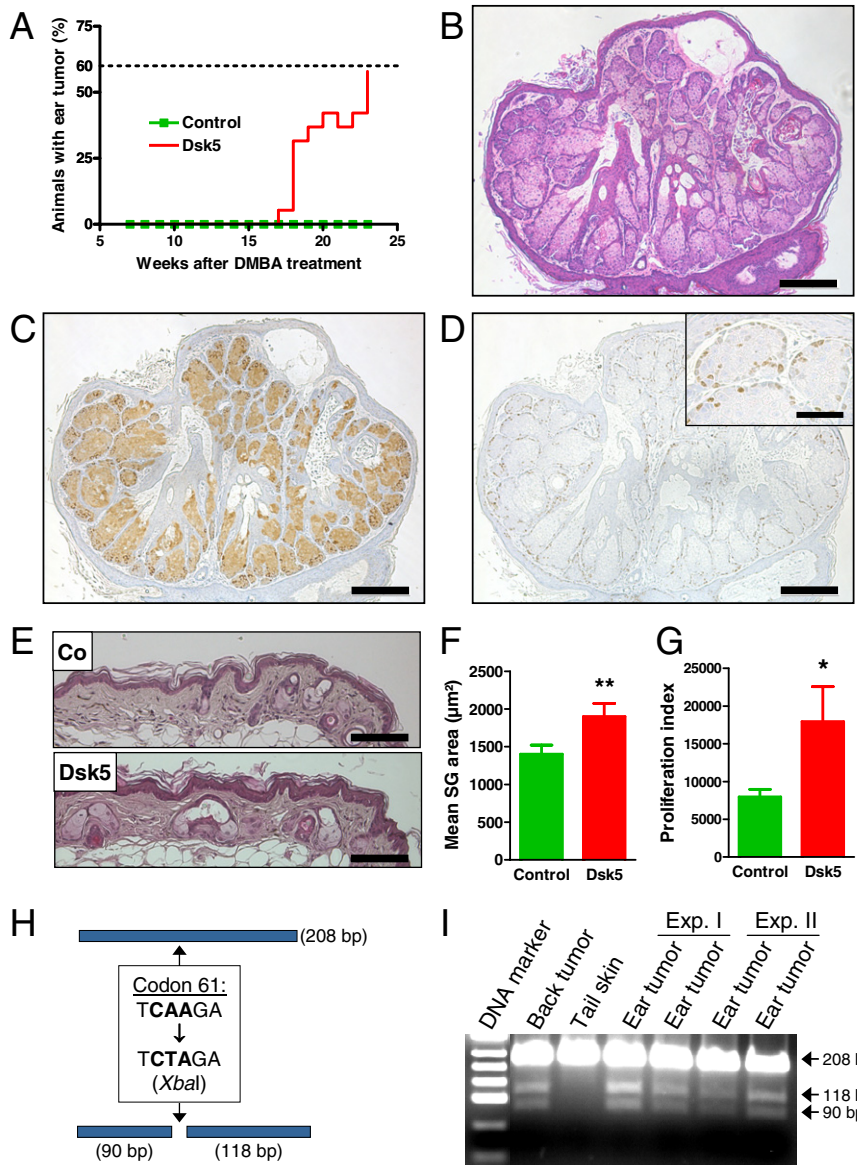 A
Animals with ear tumor (%)
75
60
50
25
0
5
10
15
20
25
Control
Dsk5
Weeks after DMBA treatment
B
C
D
E
Co
Dsk5
F
Mean SG area (µm²)
2500
2000
1500
1000
500
0
**
Control
Dsk5
G
Proliferation index
25000
20000
15000
10000
5000
0
*
Control
Dsk5
H
(208 bp)
Codon 61:
TCAAGA
TCTAGA
(XbaI)
(90 bp)
(118 bp)
I
Exp. I
Exp. II
DNA marker
Back tumor
Tail skin
Ear tumor
Ear tumor
Ear tumor
Ear tumor
208
118
90 bp